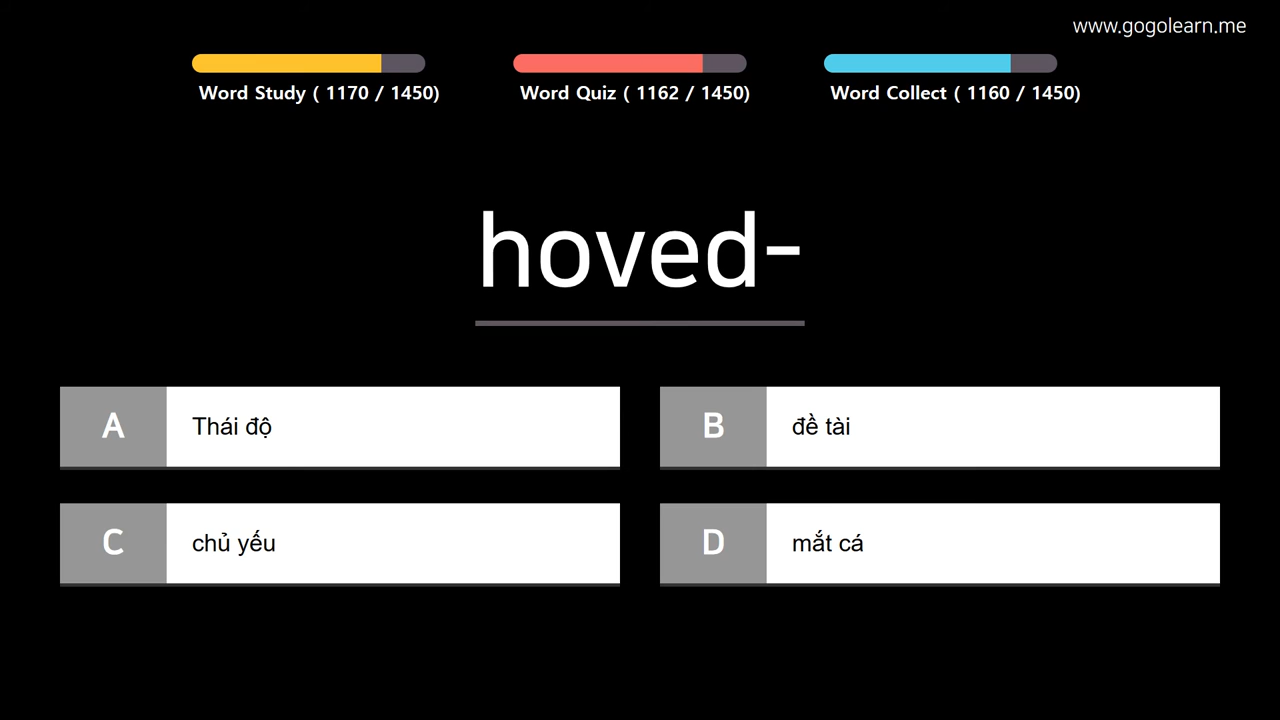 www.gogolearn.me
Word Study ( 1170 / 1450)
Word Quiz ( 1162 / 1450)
Word Collect ( 1160 / 1450)
hoved-
A Thái độ
B đề tài
C chủ yếu
D mắt cá